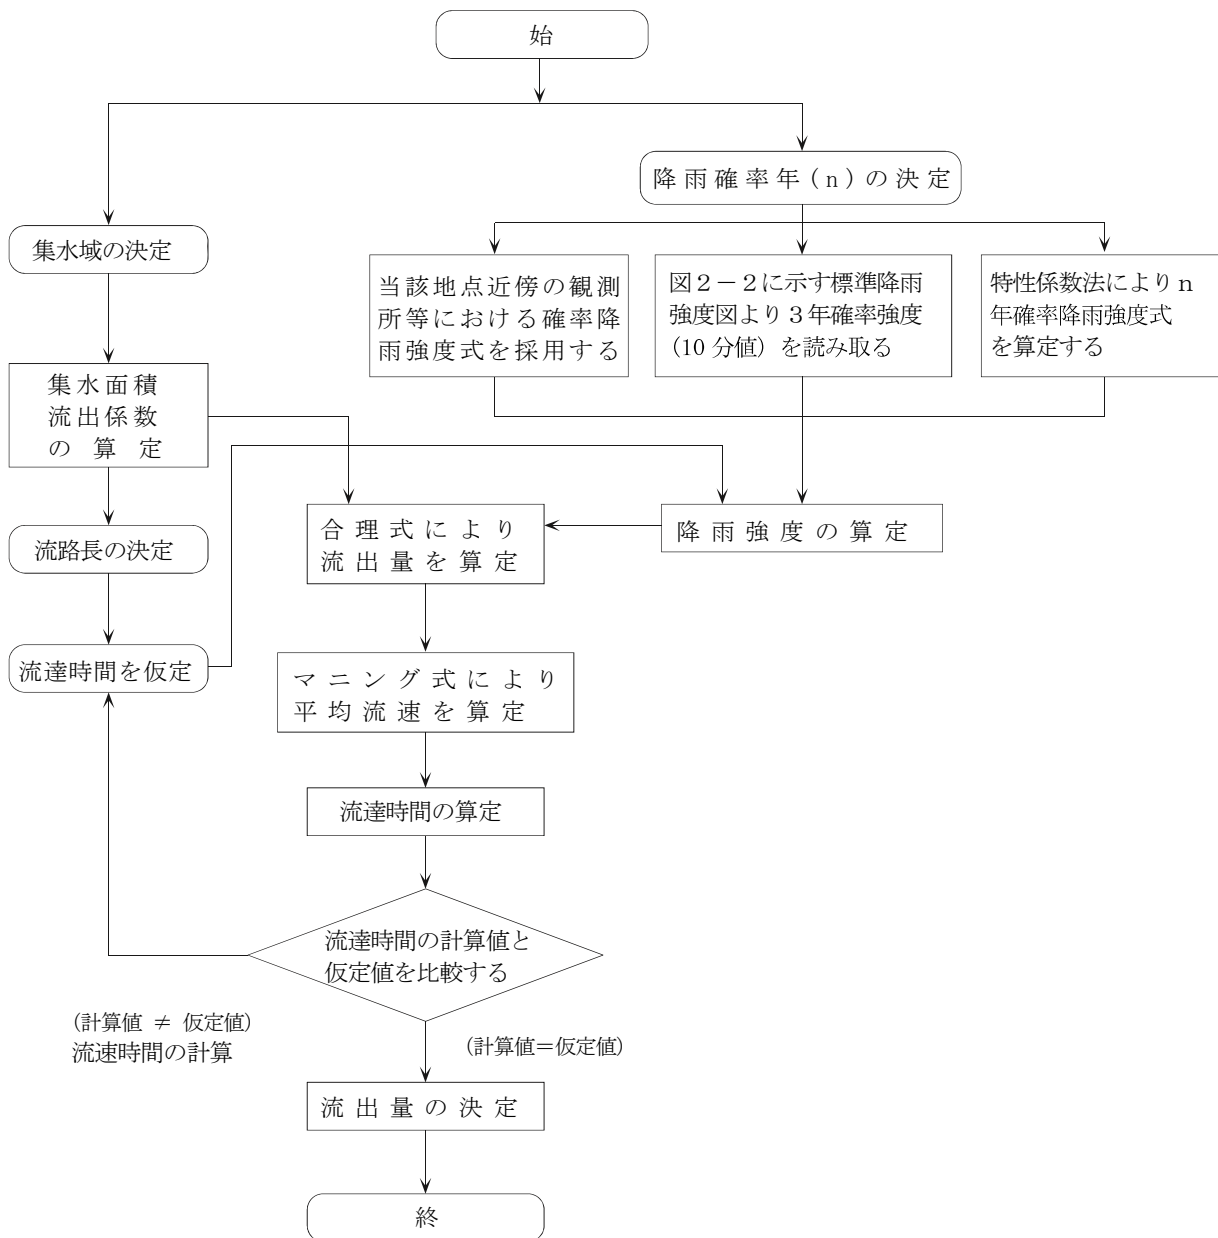 始
降雨確率年(n)の決定
集水域の決定
当該地点近傍の観測
所等における確率降
雨強度式を採用する
図2-2に示す標準降雨
強度図より3年確率強度
(10分値)を読み取る
特性係数法によりn
年確率降雨強度式
を算定する
集水面積
流出係数
の算定
流路長の決定
合理式により
流出量を算定
降雨強度の算定
流達時間を仮定
マニング式により
平均流速を算定
流達時間の算定
流達時間の計算値と
仮定値を比較する
(計算値 ≠ 仮定値)
流速時間の計算
(計算値=仮定値)
流出量の決定
終